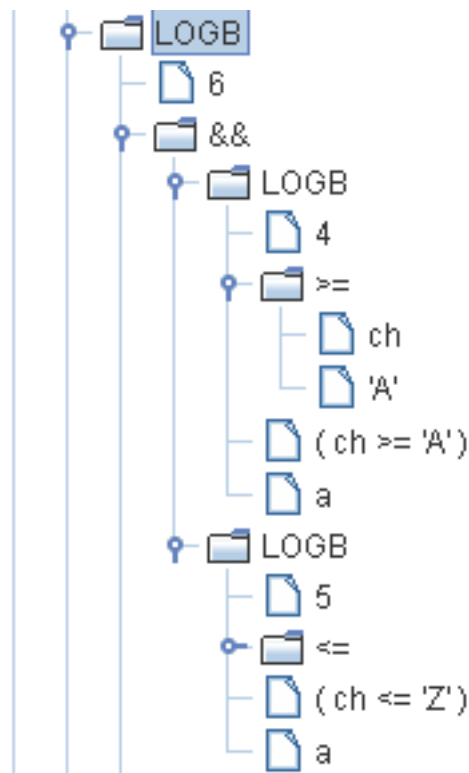 LOGB
6
&&
LOGB
4
>=
ch
'A'
( ch >= 'A' )
a
LOGB
5
<=
( ch <= 'Z' )
a